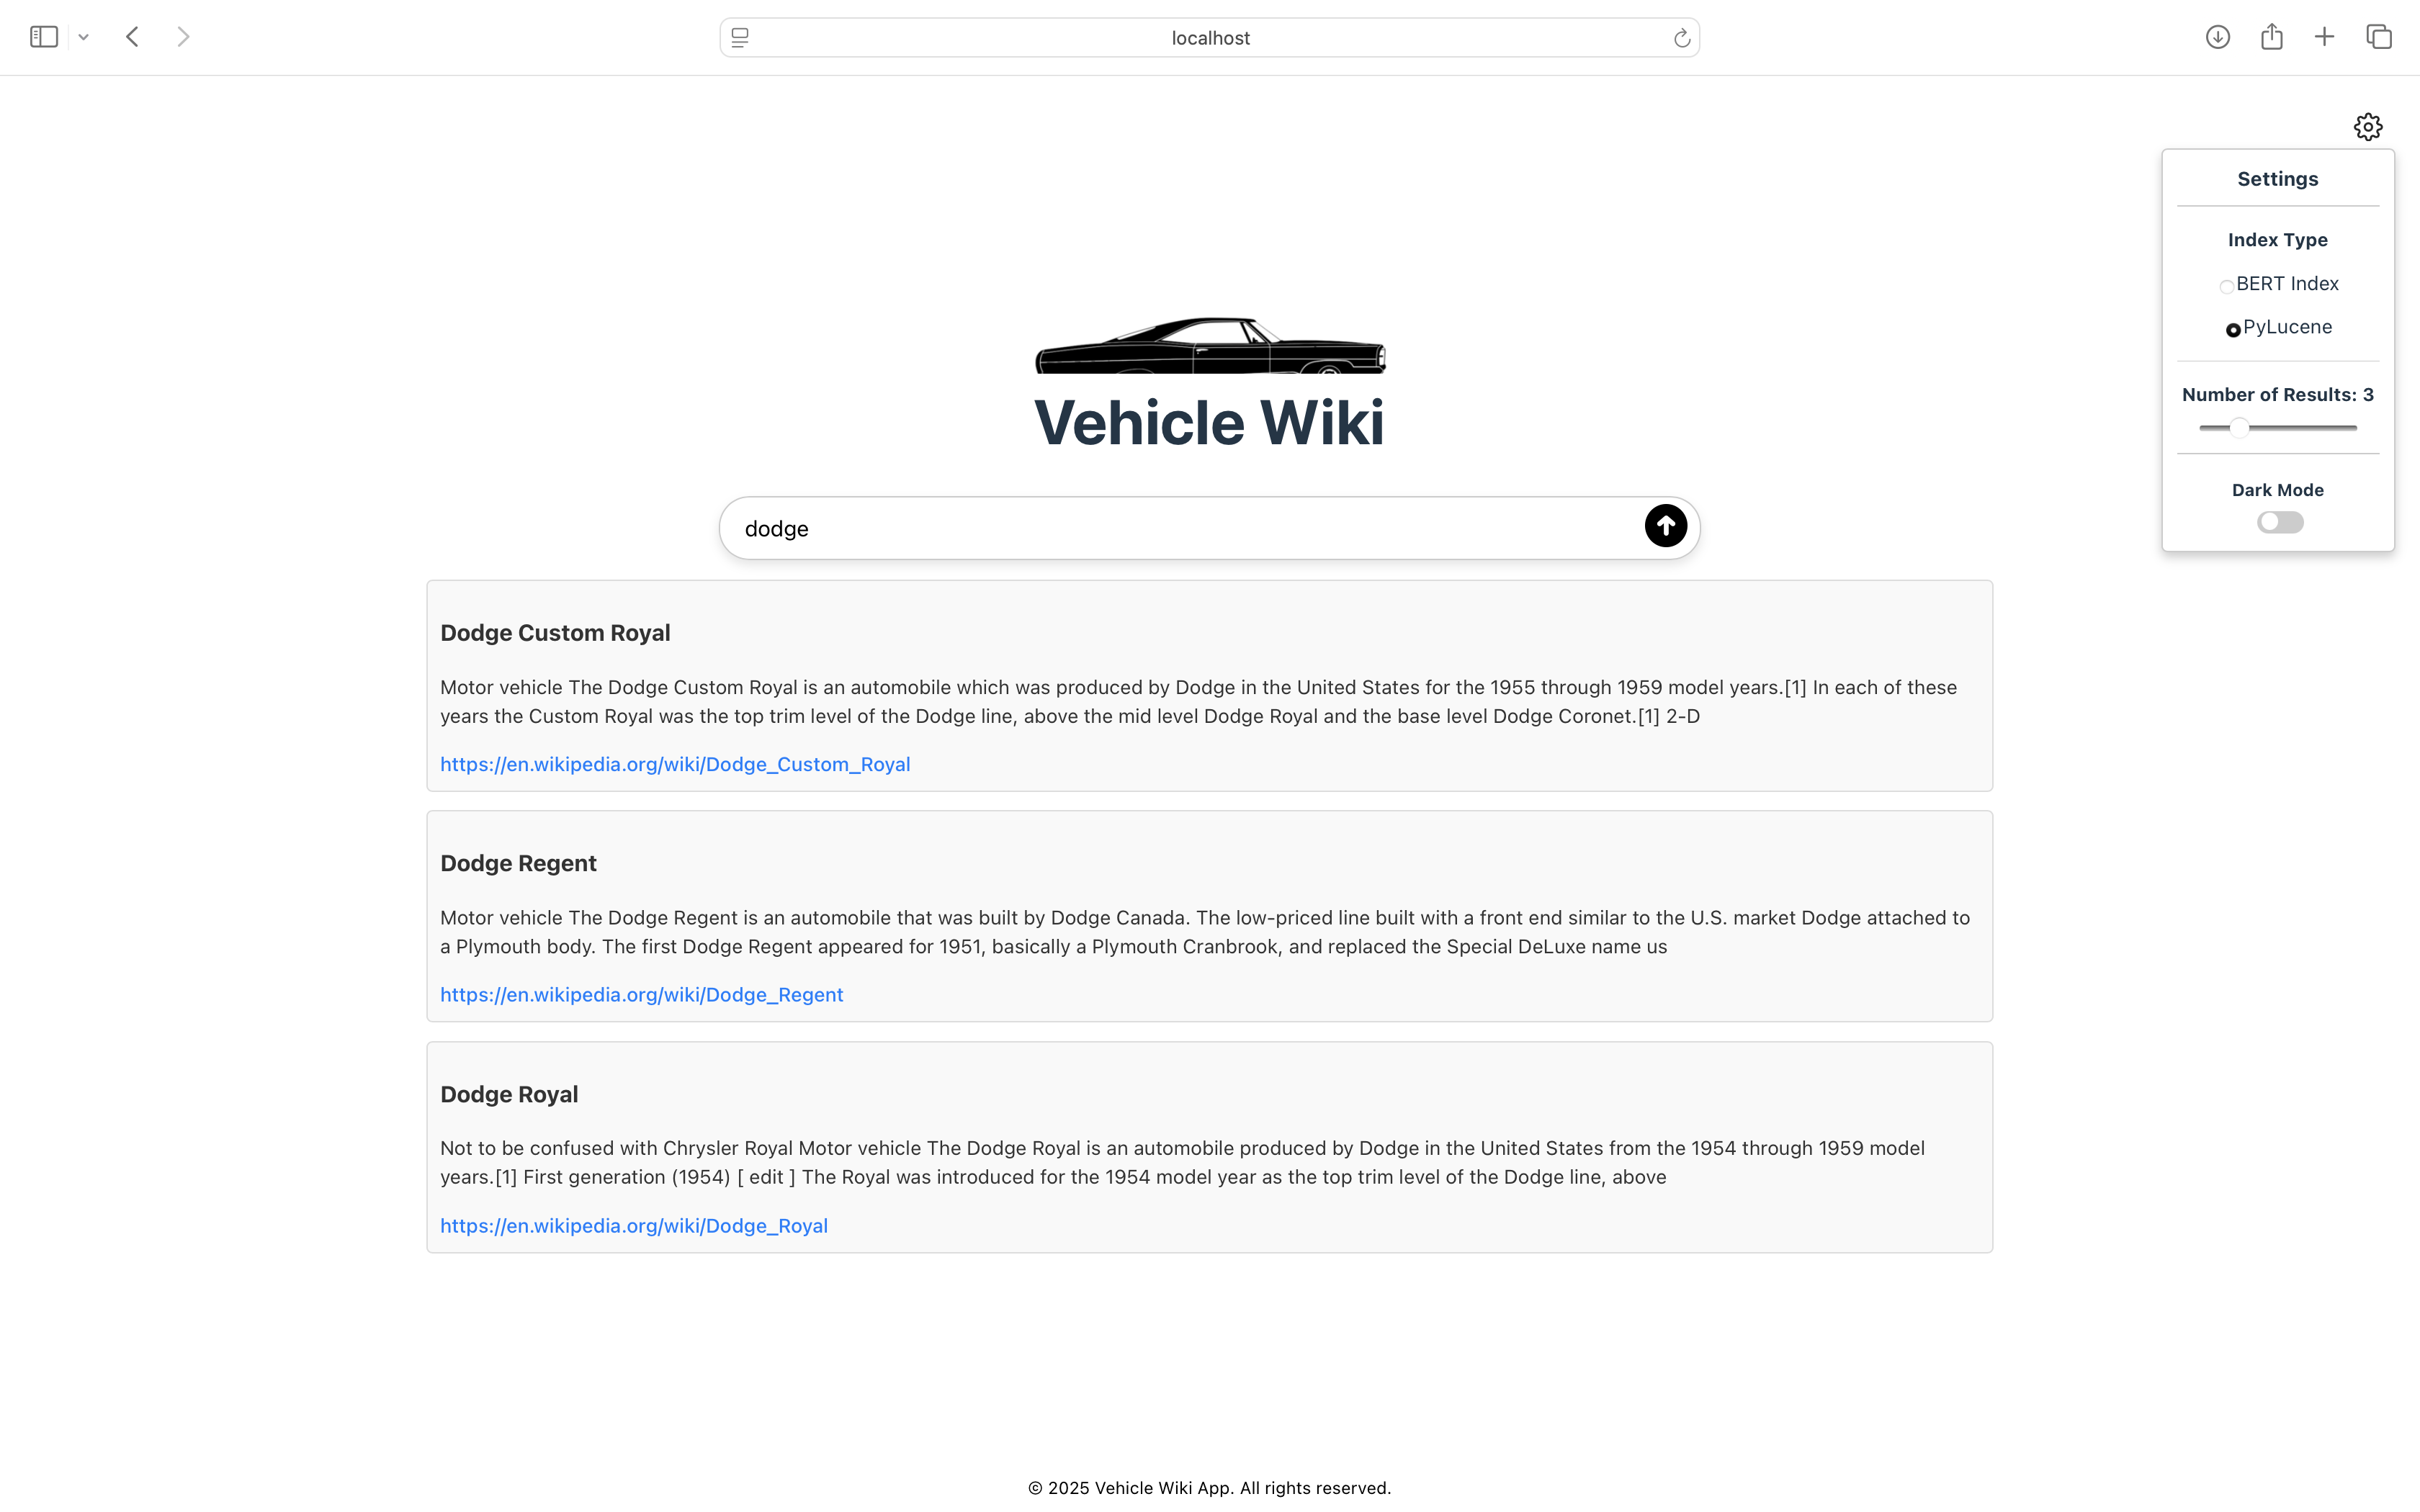 localhost
Settings
Index Type
BERT Index
PyLucene
Number of Results: 3
Dark Mode
Vehicle Wiki
dodge
Dodge Custom Royal
Motor vehicle The Dodge Custom Royal is an automobile which was produced by Dodge in the United States for the 1955 through 1959 model years.[1] In each of these
years the Custom Royal was the top trim level of the Dodge line, above the mid level Dodge Royal and the base level Dodge Coronet.[1] 2-D
https://en.wikipedia.org/wiki/Dodge_Custom_Royal
Dodge Regent
Motor vehicle The Dodge Regent is an automobile that was built by Dodge Canada. The low-priced line built with a front end similar to the U.S. market Dodge attached to
a Plymouth body. The first Dodge Regent appeared for 1951, basically a Plymouth Cranbrook, and replaced the Special DeLuxe name us
https://en.wikipedia.org/wiki/Dodge_Regent
Dodge Royal
Not to be confused with Chrysler Royal Motor vehicle The Dodge Royal is an automobile produced by Dodge in the United States from the 1954 through 1959 model
years.[1] First generation (1954) [ edit ] The Royal was introduced for the 1954 model year as the top trim level of the Dodge line, above
https://en.wikipedia.org/wiki/Dodge_Royal
© 2025 Vehicle Wiki App. All rights reserved.